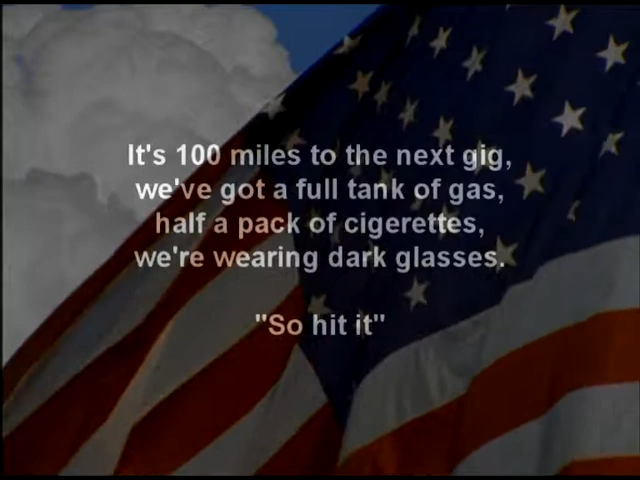 It's 100 miles to the next gig,
we've got a full tank of gas,
half a pack of cigerettes,
we're wearing dark glasses.
"So hit it"